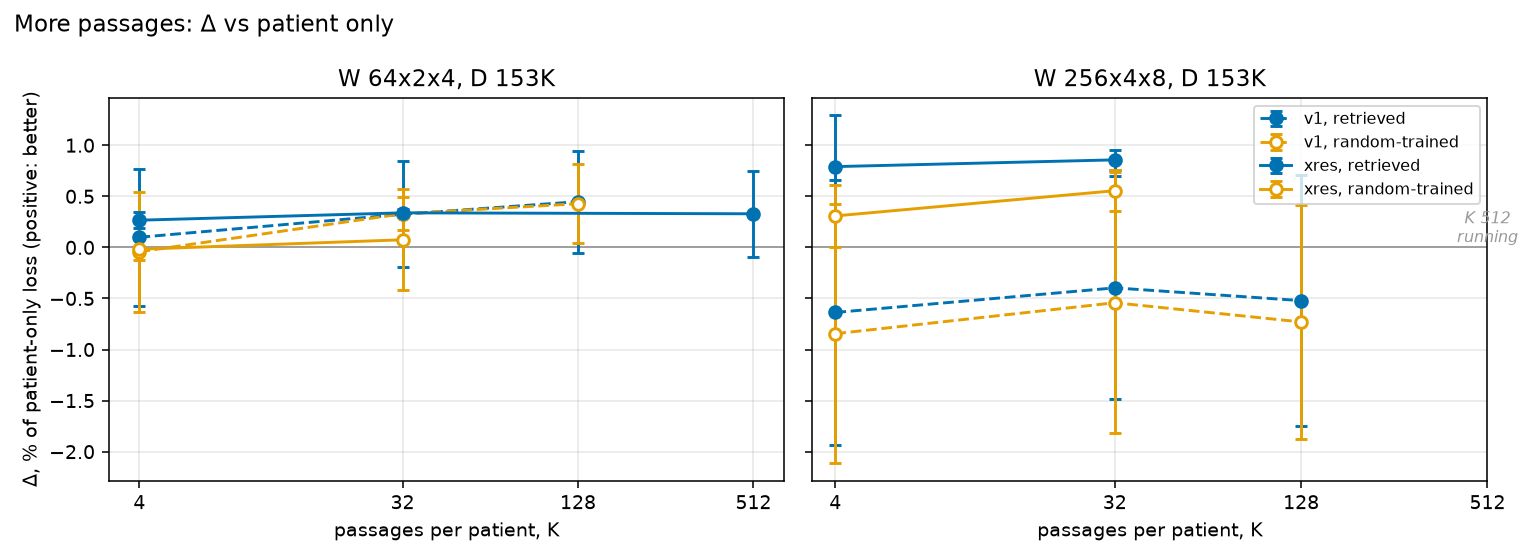 More passages: Δ vs patient only
W 64x2x4, D 153K
W 256x4x8, D 153K
Δ, % of patient-only loss (positive: better)
1.0
0.5
0.0
−0.5
−1.0
−1.5
−2.0
v1, retrieved
v1, random-trained
xres, retrieved
xres, random-trained
K 512
running
4 32 128 512
4 32 128 512
passages per patient, K
passages per patient, K